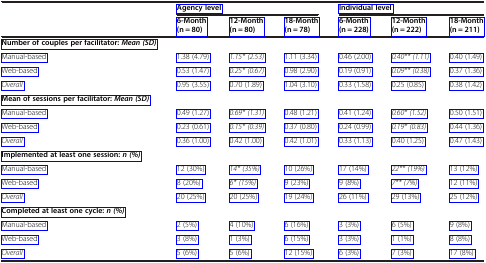 Agency level Individual level
6-Month 12-Month 18-Month 6-Month 12-Month 18-Month
(n = 80) (n = 80) (n = 78) (n = 228) (n = 222) (n = 211)
Number of couples per facilitator: Mean (SD)
Manual-based 1.38 (4.79) 1.15* (2.53) 1.11 (3.34) 0.46 (2.00) 0.40** (1.11) 0.40 (1.49)
Web-based 0.53 (1.47) 0.25* (0.67) 0.98 (2.90) 0.19 (0.91) 0.09** (0.38) 0.37 (1.36)
Overall 0.95 (3.55) 0.70 (1.89) 1.04 (3.10) 0.33 (1.58) 0.25 (0.85) 0.38 (1.42)
Mean of sessions per facilitator: Mean (SD)
Manual-based 0.49 (1.27) 0.69* (1.31) 0.48 (1.21) 0.41 (1.24) 0.60* (1.52) 0.50 (1.51)
Web-based 0.23 (0.61) 0.15* (0.39) 0.37 (0.80) 0.24 (0.99) 0.19* (0.83) 0.44 (1.36)
Overall 0.36 (1.00) 0.42 (1.00) 0.42 (1.01) 0.33 (1.13) 0.40 (1.25) 0.47 (1.43)
Implemented at least one session: n (%)
Manual-based 12 (30%) 14* (35%) 10 (26%) 17 (14%) 22** (19%) 13 (12%)
Web-based 8 (20%) 6* (15%) 9 (23%) 9 (8%) 7** (7%) 12 (11%)
Overall 20 (25%) 20 (25%) 19 (24%) 26 (11%) 29 (13%) 25 (12%)
Completed at least one cycle: n (%)
Manual-based 2 (5%) 4 (10%) 6 (16%) 3 (3%) 6 (5%) 9 (8%)
Web-based 3 (8%) 1 (3%) 6 (15%) 3 (3%) 1 (1%) 8 (8%)
Overall 5 (6%) 5 (6%) 12 (15%) 6 (3%) 7 (3%) 17 (8%)